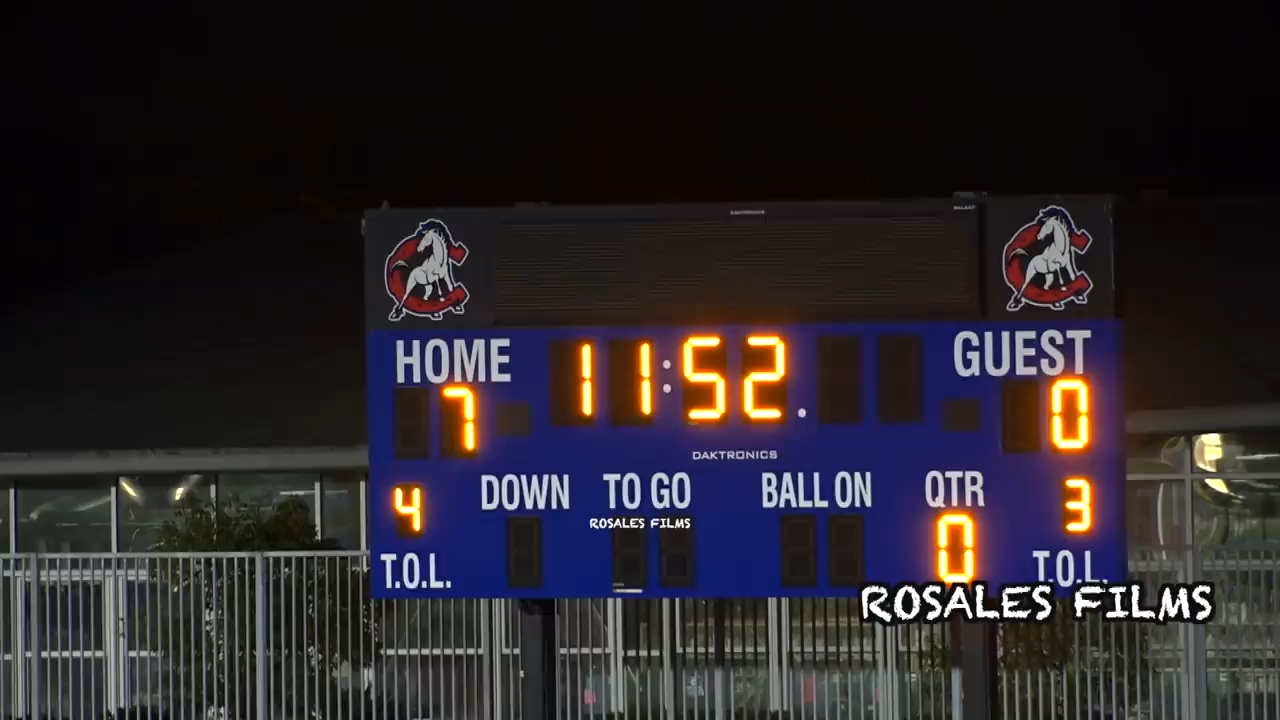 HOME 11:52. GUEST
7 0
DAKTRONICS
DOWN TO GO BALL ON QTR
ROSALES FILMS
4 0 3
T.O.L. T.O.L.
ROSALES FILMS